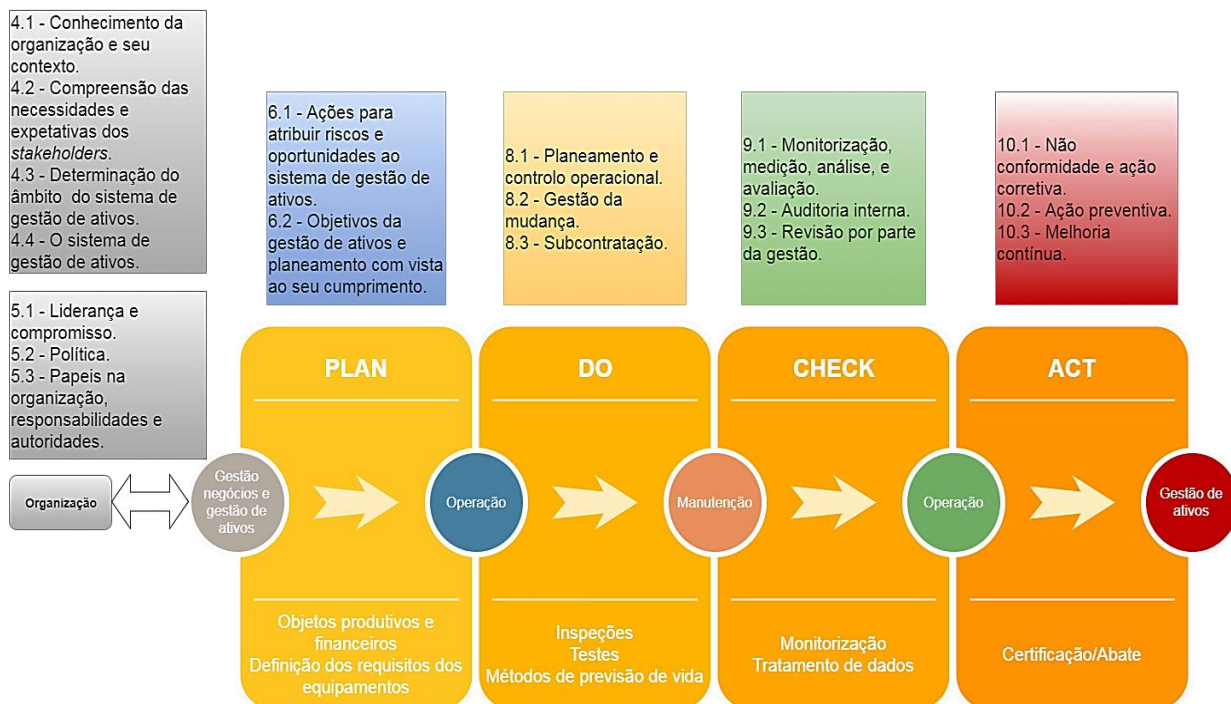 4.1 - Conhecimento da
organização e seu
contexto.
4.2 - Compreensão das
necessidades e
expetativas dos
stakeholders.
4.3 - Determinação do
âmbito do sistema de
gestão de ativos.
4.4 - O sistema de
gestão de ativos.
5.1 - Liderança e
compromisso.
5.2 - Política.
5.3 - Papeis na
organização,
responsabilidades e
autoridades.
6.1 - Ações para
atribuir riscos e
oportunidades ao
sistema de gestão de
ativos.
6.2 - Objetivos da
gestão de ativos e
planeamento com vista
ao seu cumprimento.
8.1 - Planeamento e
controlo operacional.
8.2 - Gestão da
mudança.
8.3 - Subcontratação.
9.1 - Monitorização,
medição, análise, e
avaliação.
9.2 - Auditoria interna.
9.3 - Revisão por parte
da gestão.
10.1 - Não
conformidade e ação
corretiva.
10.2 - Ação preventiva.
10.3 - Melhoria
contínua.
PLAN
DO
CHECK
ACT
Organização
Gestão
negócios e
gestão de
ativos
Operação
Manutenção
Operação
Gestão de
ativos
Objetos produtivos e
financeiros
Definição dos requisitos dos
equipamentos
Inspeções
Testes
Métodos de previsão de vida
Monitorização
Tratamento de dados
Certificação/Abate